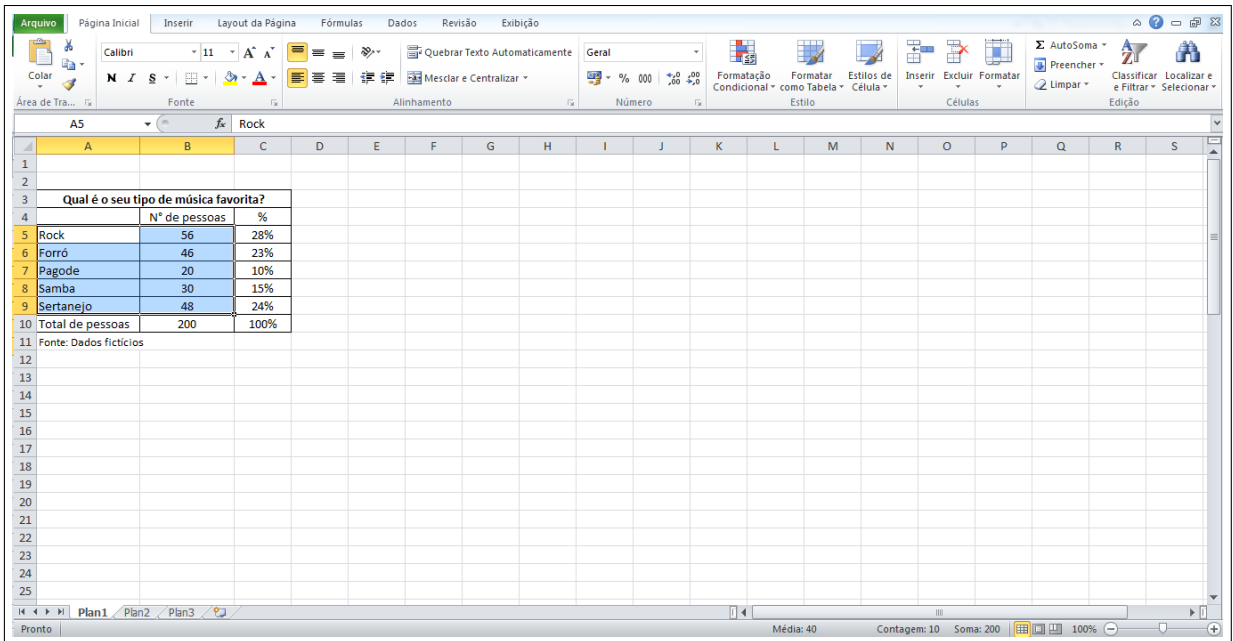 Arquivo Página Inicial Inserir Layout da Página Fórmulas Dados Revisão Exibição
Calibri 11 A A Quebrar Texto Automaticamente Geral Σ AutoSoma
Colar N I S A Mesclar e Centralizar % 000 ,00 ,00 Formatação Condicional Formatar como Tabela Estilos de Célula Inserir Excluir Formatar Preencher Limpar Classificar e Filtrar Localizar e Selecionar
Área de Tra... Fonte Alinhamento Número Estilo Células Edição
A5 fx Rock
A B C D E F G H I J K L M N O P Q R S
1
2
3 Qual é o seu tipo de música favorita?
4 N° de pessoas %
5 Rock 56 28%
6 Forró 46 23%
7 Pagode 20 10%
8 Samba 30 15%
9 Sertanejo 48 24%
10 Total de pessoas 200 100%
11 Fonte: Dados fictícios
12
13
14
15
16
17
18
19
20
21
22
23
24
25
Plan1 Plan2 Plan3
Pronto Média: 40 Contagem: 10 Soma: 200 100%